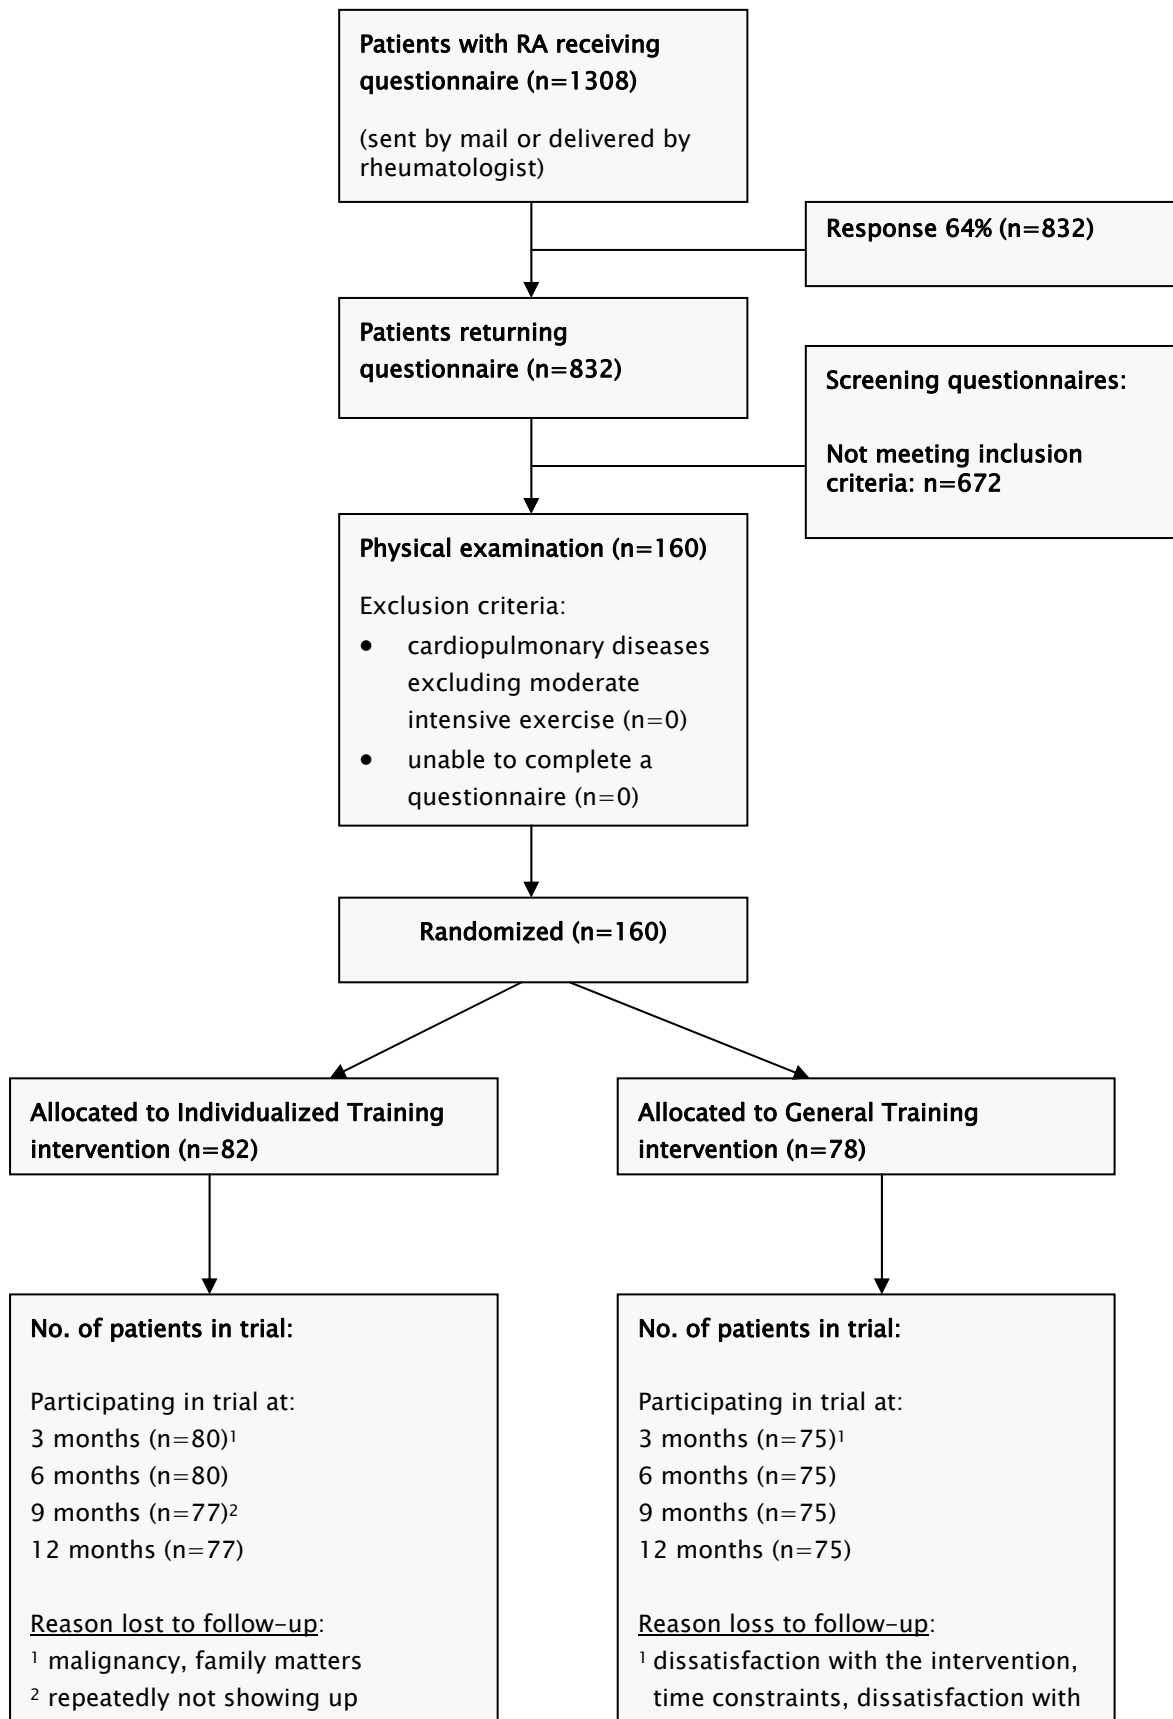 Patients with RA receiving
questionnaire (n=1308)
(sent by mail or delivered by
rheumatologist)
Response 64% (n=832)
Patients returning
questionnaire (n=832)
Screening questionnaires:
Not meeting inclusion
criteria: n=672
Physical examination (n=160)
Exclusion criteria:
• cardiopulmonary diseases
excluding moderate
intensive exercise (n=0)
• unable to complete a
questionnaire (n=0)
Randomized (n=160)
Allocated to Individualized Training
intervention (n=82)
Allocated to General Training
intervention (n=78)
No. of patients in trial:
Participating in trial at:
3 months (n=80)¹
6 months (n=80)
9 months (n=77)²
12 months (n=77)
Reason lost to follow-up:
¹ malignancy, family matters
² repeatedly not showing up
No. of patients in trial:
Participating in trial at:
3 months (n=75)¹
6 months (n=75)
9 months (n=75)
12 months (n=75)
Reason loss to follow-up:
¹ dissatisfaction with the intervention,
time constraints, dissatisfaction with